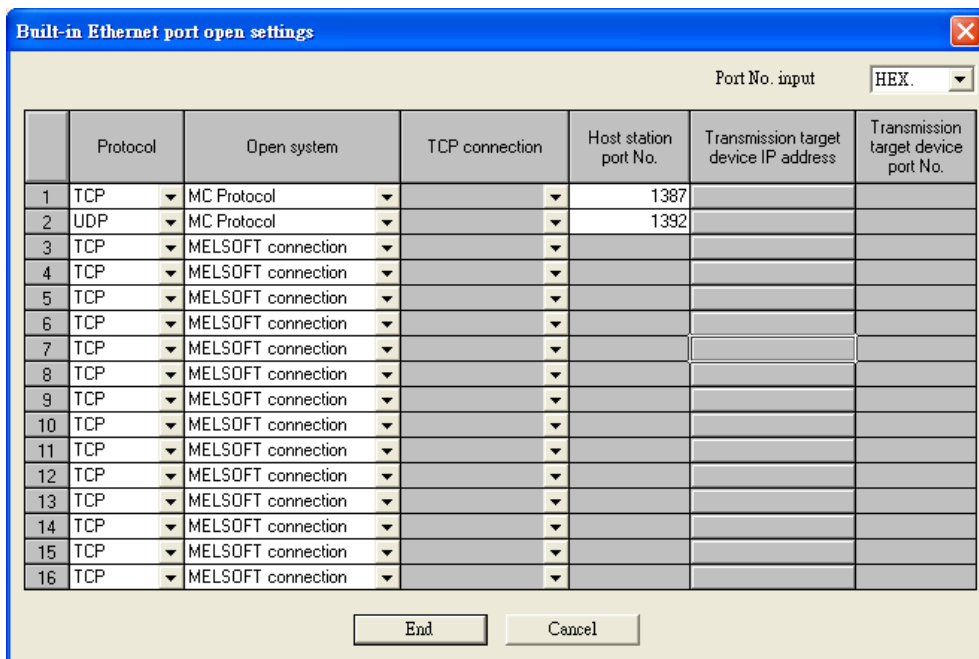 Built-in Ethernet port open settings
Port No. input HEX.
Protocol Open system TCP connection Host station port No. Transmission target device IP address Transmission target device port No.
1 TCP MC Protocol 1387
2 UDP MC Protocol 1392
3 TCP MELSOFT connection
4 TCP MELSOFT connection
5 TCP MELSOFT connection
6 TCP MELSOFT connection
7 TCP MELSOFT connection
8 TCP MELSOFT connection
9 TCP MELSOFT connection
10 TCP MELSOFT connection
11 TCP MELSOFT connection
12 TCP MELSOFT connection
13 TCP MELSOFT connection
14 TCP MELSOFT connection
15 TCP MELSOFT connection
16 TCP MELSOFT connection
End Cancel